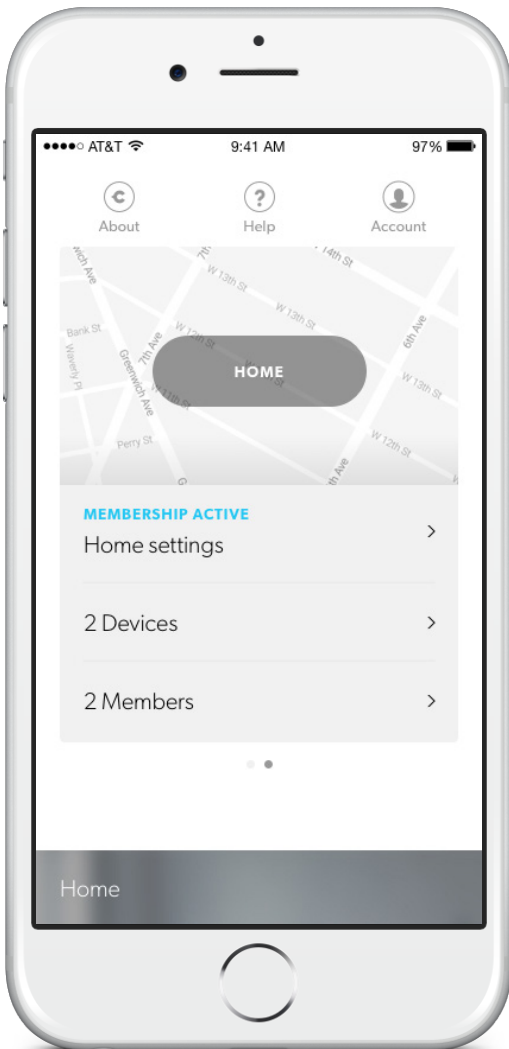 ●●●●○ AT&T 9:41 AM 97%
C ?
About Help Account
7th
14th St
W 13th St
W 13th St
Bank St
W 12th St
6th Ave
7th Ave
Waverly Pl
Greenwich Ave
HOME
W 13th St
W 11th St
Perry St
W 12th St
MEMBERSHIP ACTIVE
Home settings
2 Devices
2 Members
Home